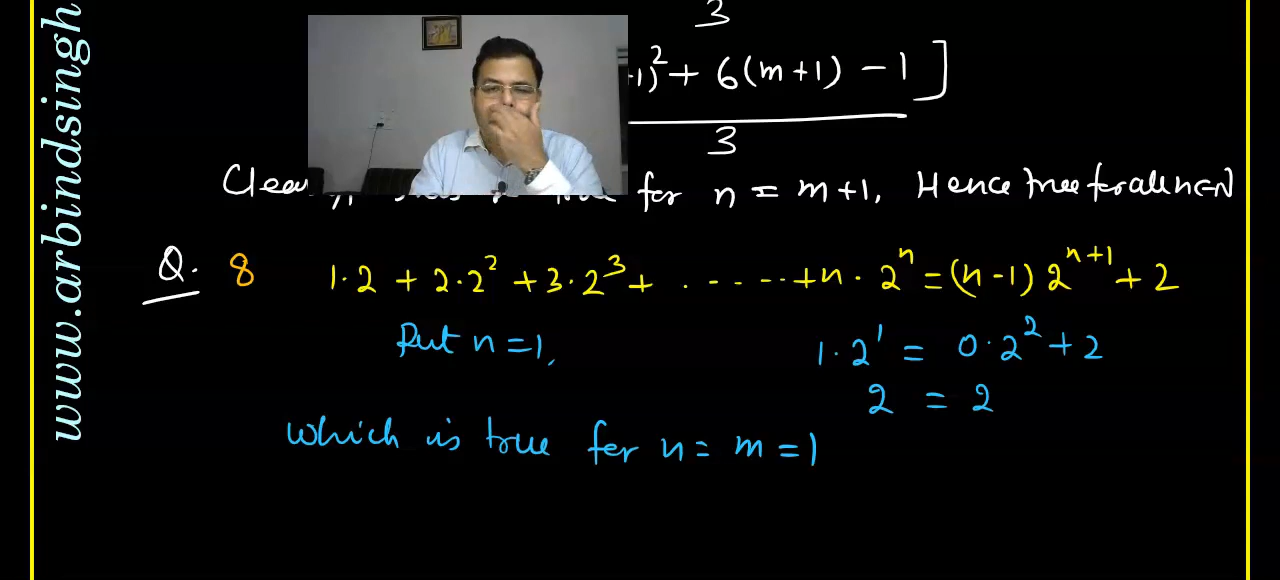 www.arbindsingh
3
1)² + 6(m+1) − 1 ]
3
for n = m+1, Hence true for all n∈N
Q. 8 1·2 + 2·2² + 3·2³ + ...... + n·2ⁿ = (n−1) 2ⁿ⁺¹ + 2
Put n = 1, 1·2¹ = 0·2² + 2
2 = 2
which is true for n = m = 1